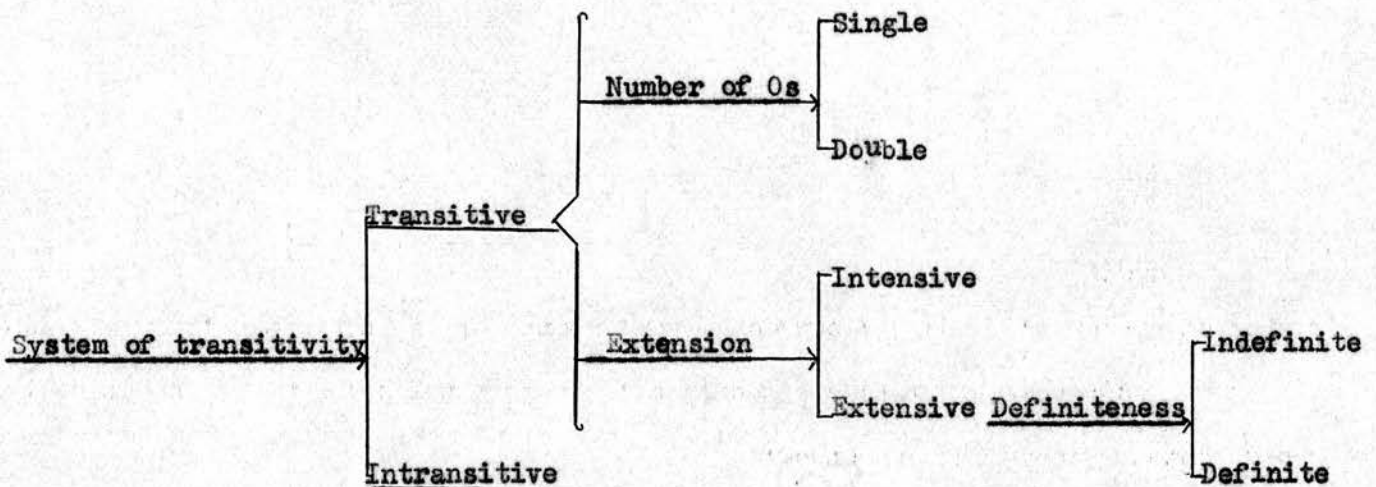 Single
Number of Os
Double
Transitive
Intensive
System of transitivity
Extension
Indefinite
Extensive Definiteness
Intransitive
Definite